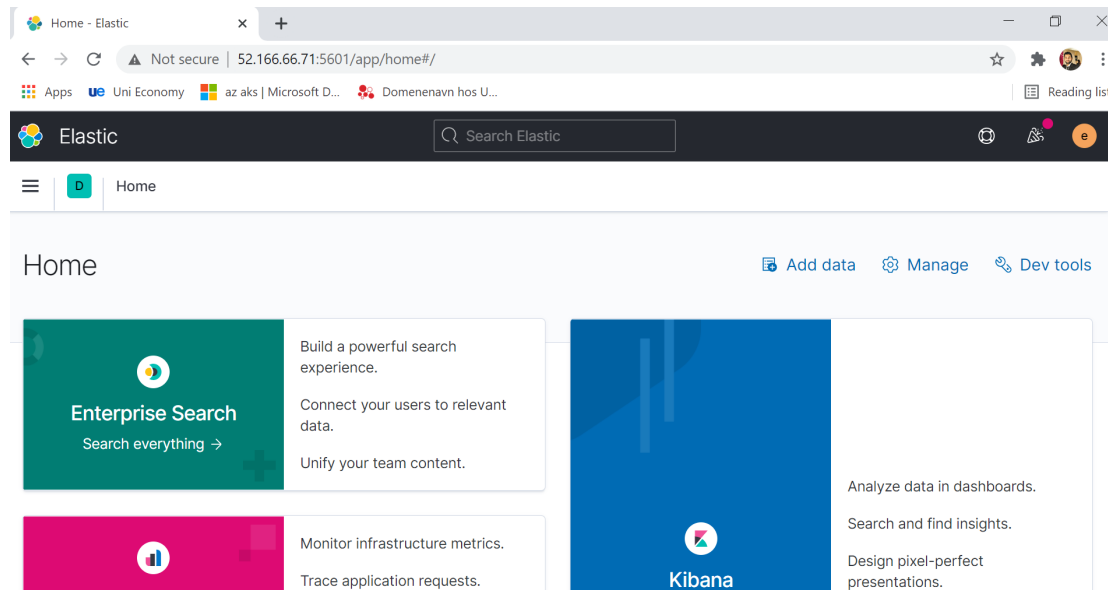 Home - Elastic
Not secure | 52.166.66.71:5601/app/home#/
Apps
ue Uni Economy
az aks | Microsoft D...
Domenenavn hos U...
Reading list
Elastic
Search Elastic
e
D
Home
Home
Add data
Manage
Dev tools
Enterprise Search
Search everything →
Build a powerful search
experience.
Connect your users to relevant
data.
Unify your team content.
Monitor infrastructure metrics.
Trace application requests.
Kibana
Analyze data in dashboards.
Search and find insights.
Design pixel-perfect
presentations.